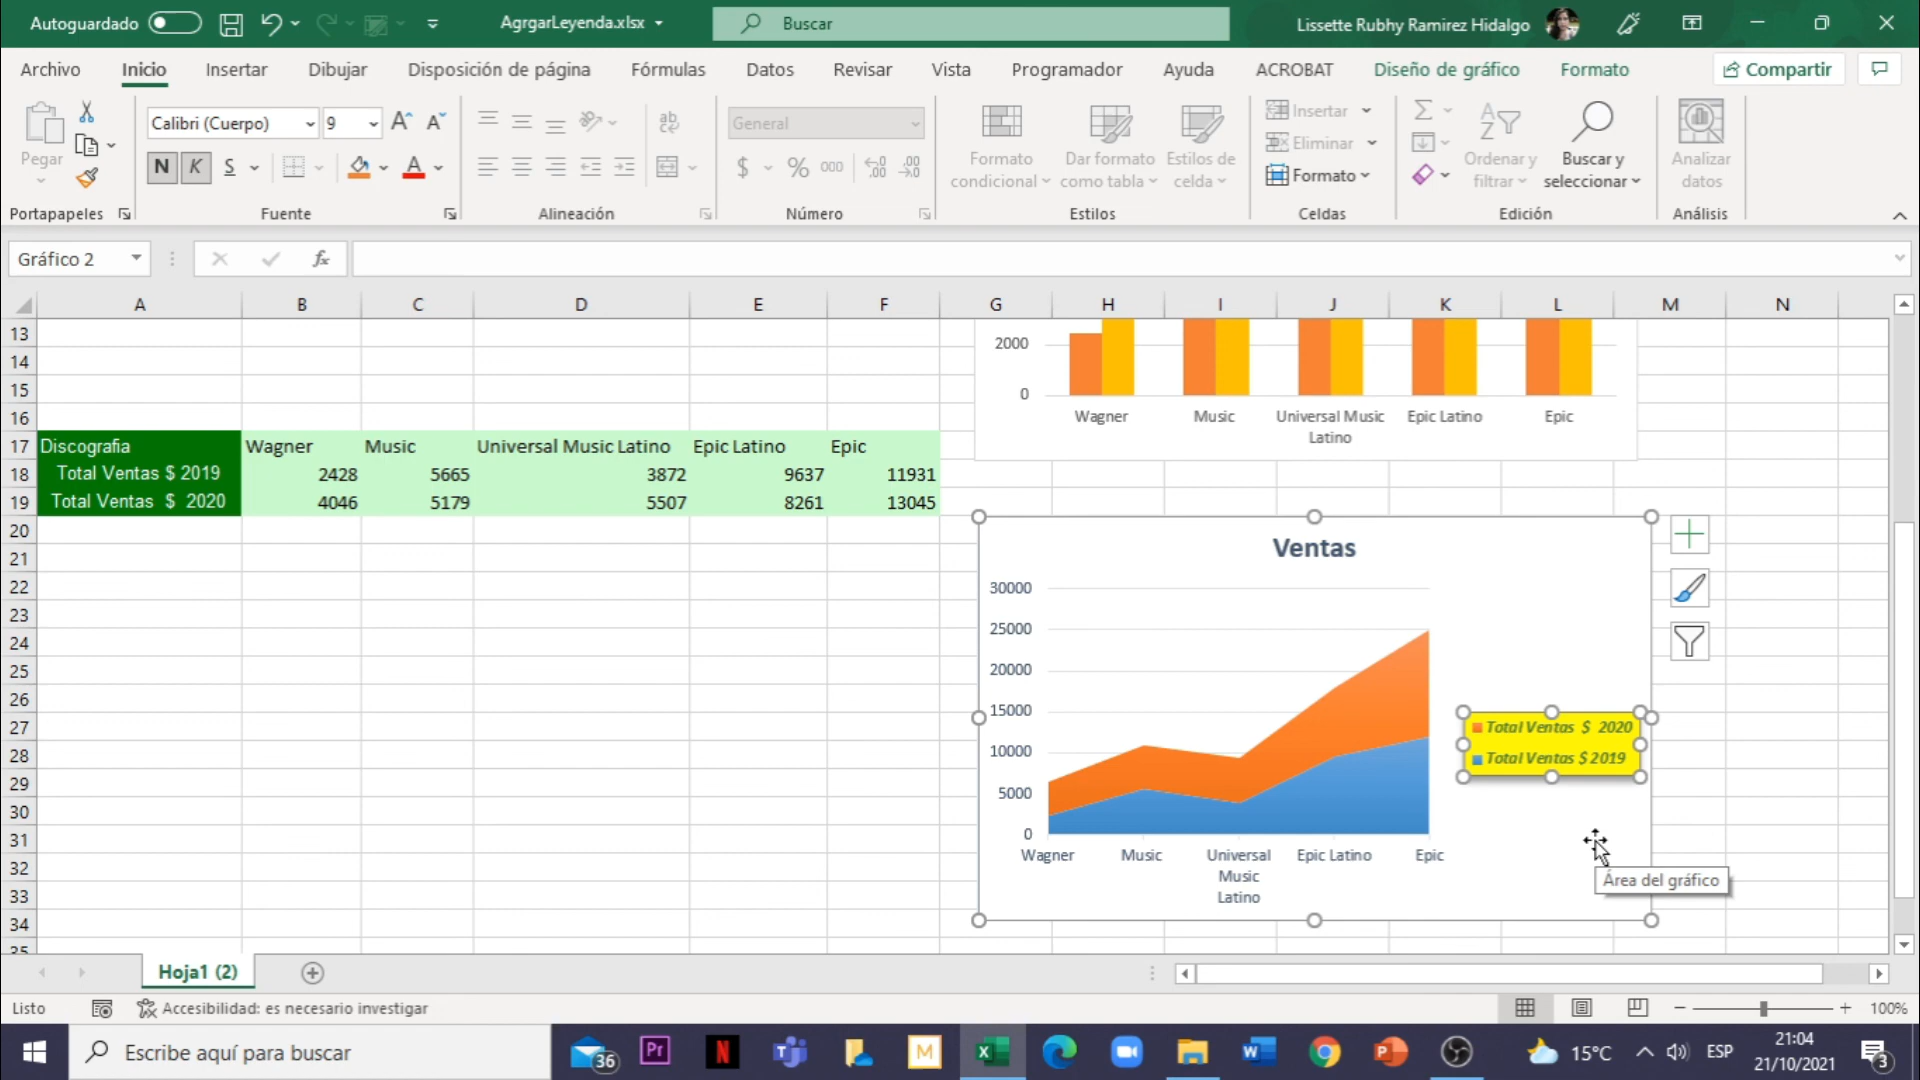 Autoguardado
AgrgarLeyenda.xlsx
Buscar
Lissette Rubhy Ramirez Hidalgo
Archivo Inicio Insertar Dibujar Disposición de página Fórmulas Datos Revisar Vista Programador Ayuda ACROBAT Diseño de gráfico Formato Compartir
Pegar
Portapapeles
Calibri (Cuerpo) 9
N K S
Fuente
ab
Alineación
General
$ % 000
Número
Formato condicional
Dar formato como tabla
Estilos de celda
Estilos
Insertar
Eliminar
Formato
Celdas
Ordenar y filtrar
Buscar y seleccionar
Edición
Analizar datos
Análisis
Gráfico 2
fx
A B C D E F G H I J K L M N
13
14
15
16
17 Discografia Wagner Music Universal Music Latino Epic Latino Epic
18 Total Ventas $ 2019 2428 5665 3872 9637 11931
19 Total Ventas $ 2020 4046 5179 5507 8261 13045
20
21
22
23
24
25
26
27
28
29
30
31
32
33
34
35
2000
0
Wagner Music Universal Music Latino Epic Latino Epic
Ventas
30000
25000
20000
15000
10000
5000
0
Wagner Music Universal Music Latino Epic Latino Epic
Total Ventas $ 2020
Total Ventas $ 2019
Área del gráfico
Hoja1 (2)
Listo
Accesibilidad: es necesario investigar
100%
Escribe aquí para buscar
36
Pr
N
T
M
X
W
P
15°C
ESP
21:04
21/10/2021
3